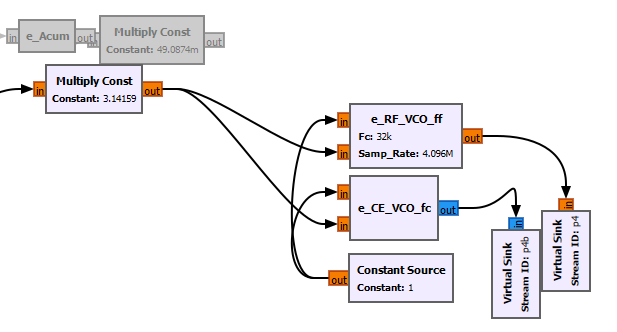 in
e_Acum
out
in
Multiply Const
Constant: 49.0874m
out
in
Multiply Const
Constant: 3.14159
out
in
in
e_RF_VCO_ff
Fc: 32k
Samp_Rate: 4.096M
out
in
in
e_CE_VCO_fc
out
out
Constant Source
Constant: 1
in
Virtual Sink
Stream ID: p4b
in
Virtual Sink
Stream ID: p4